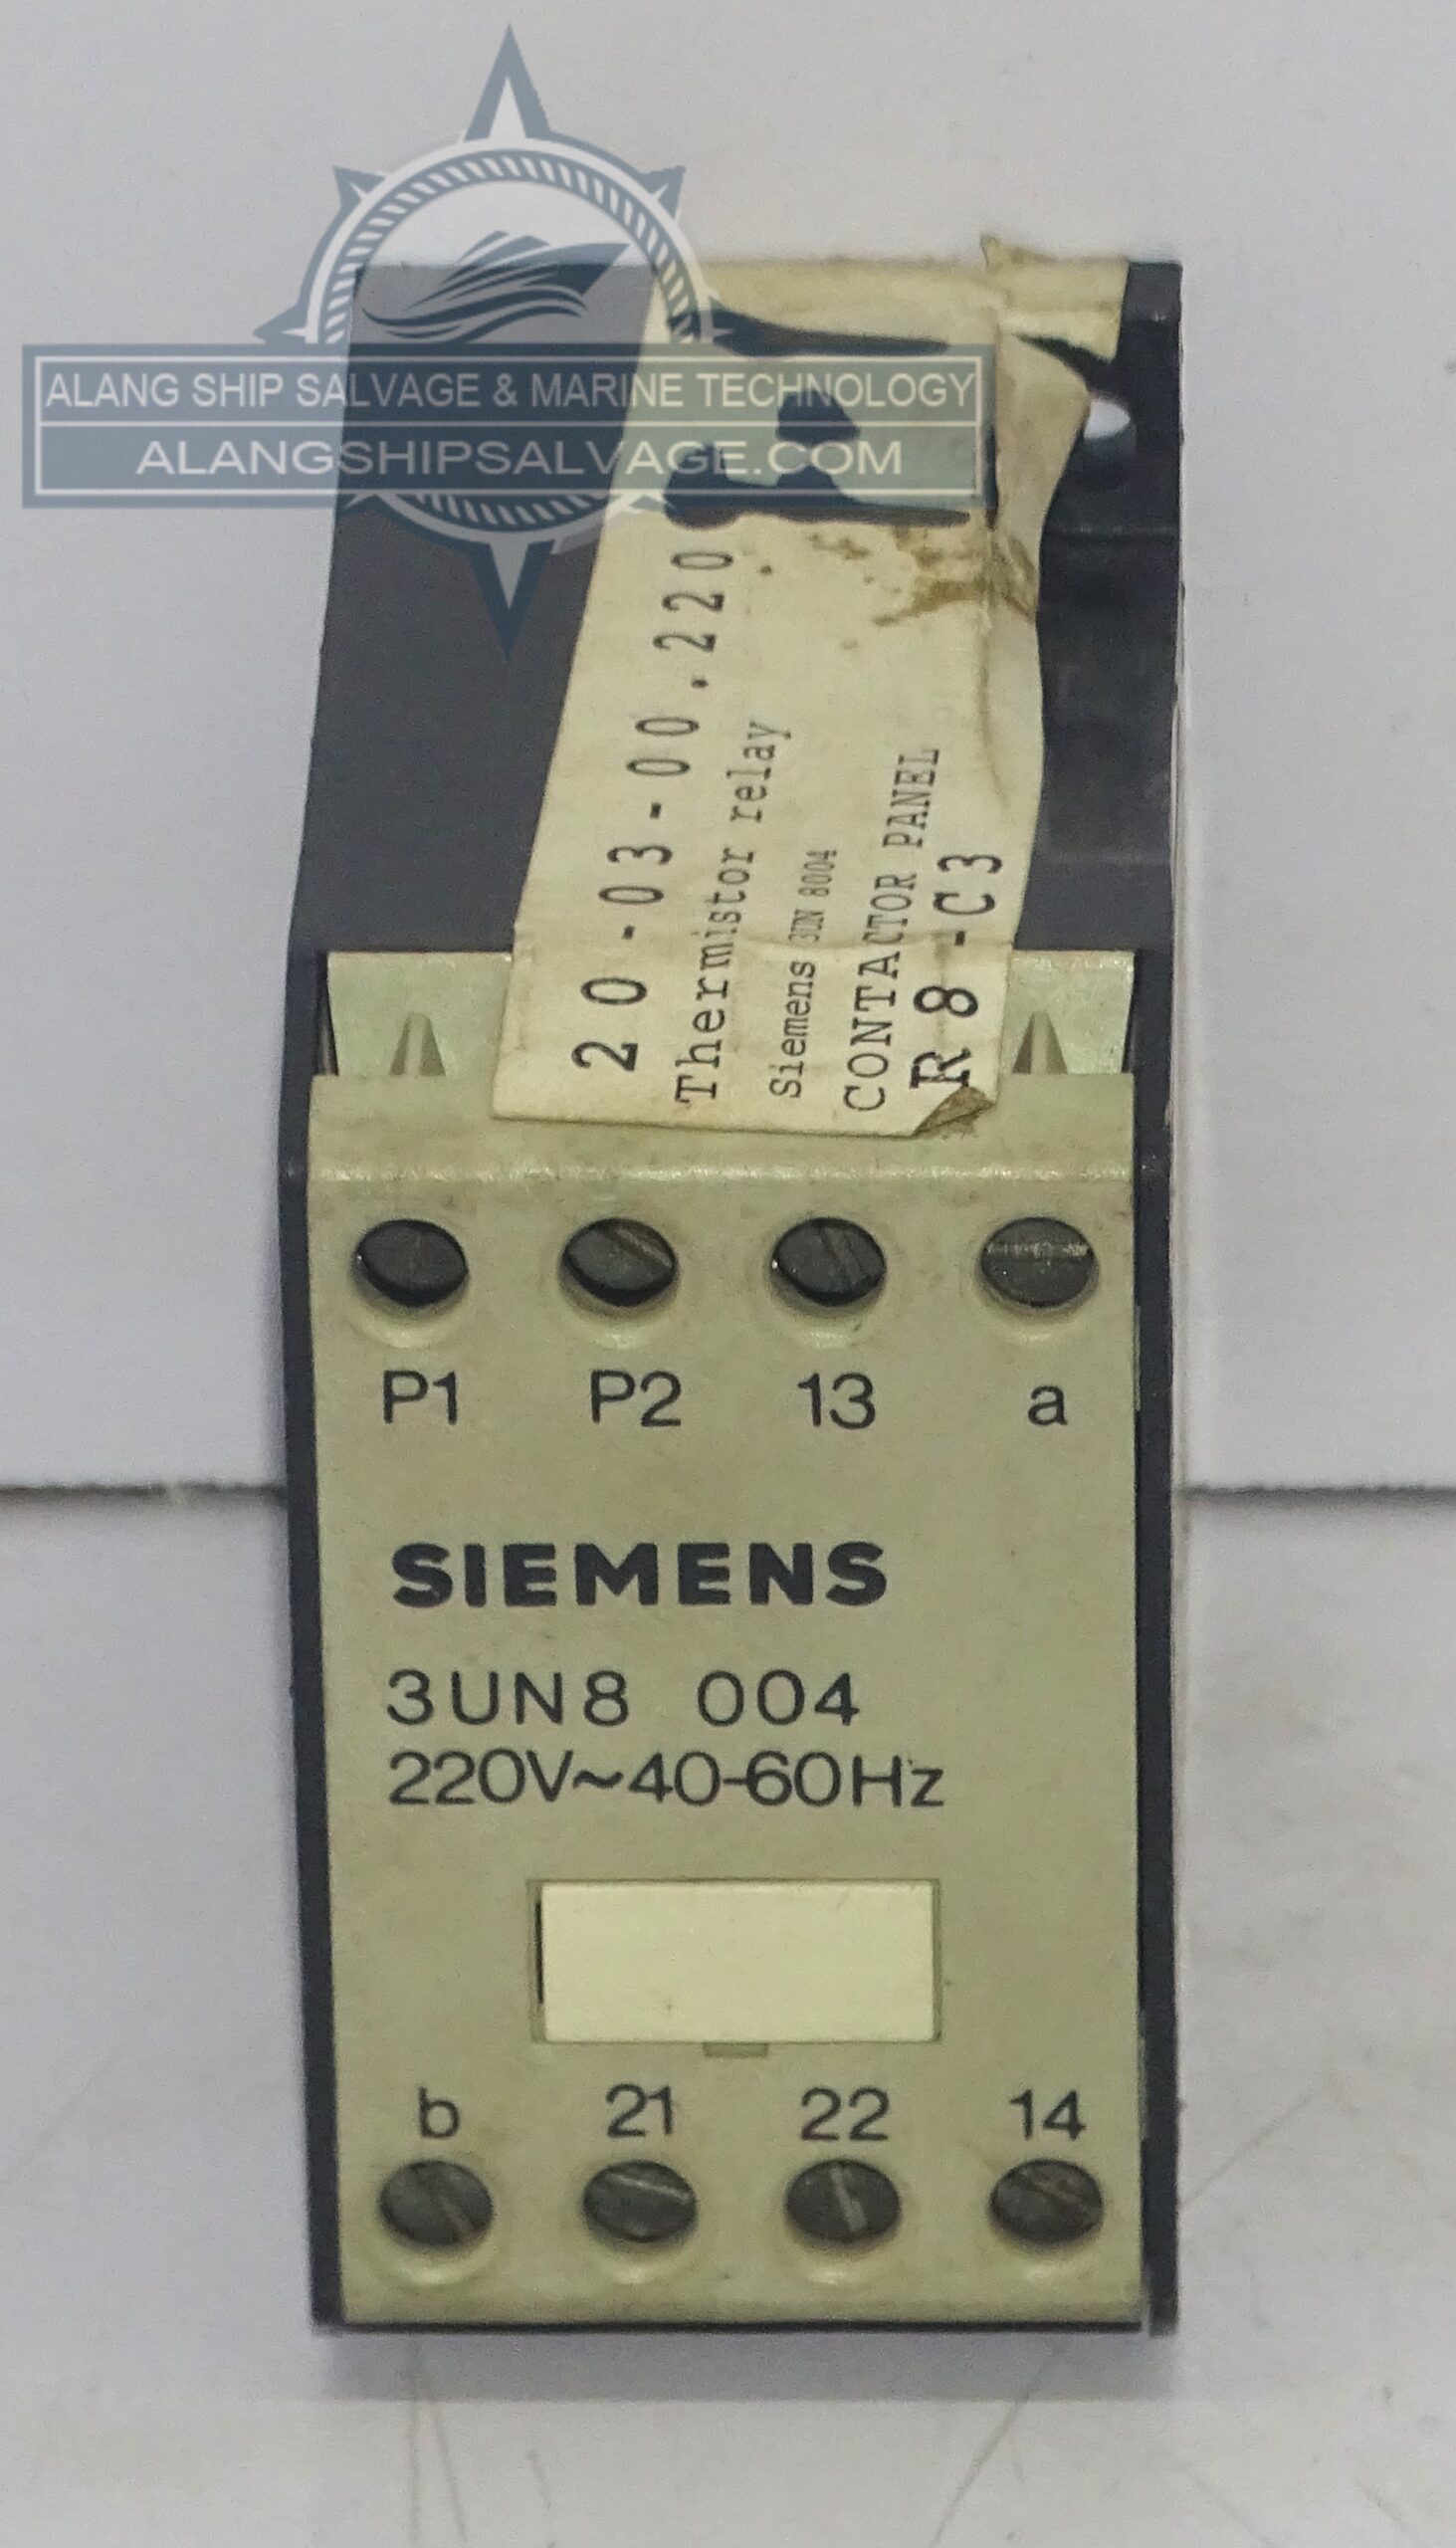 ALANG SHIP SALVAGE & MARINE TECHNOLOGY
ALANGSHIPSALVAGE.COM
20-03-00.220
Thermistor relay
Siemens 3UN 8004
CONTACTOR PANEL
R8-C3
P1 P2 13 a
SIEMENS
3UN8 004
220V~40-60Hz
b 21 22 14